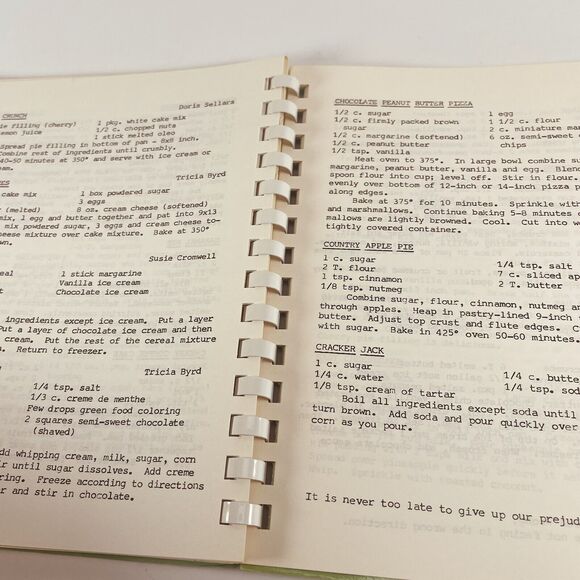 Doris Sellars
CRUNCH
ie filling (cherry) 1 pkg. white cake mix
emon juice 1/2 c. chopped nuts
1 stick melted oleo
Spread pie filling in bottom of pan - 8x8 inch.
Combine rest of ingredients until crumbly.
40-50 minutes at 350° and serve with ice cream or
am.
Tricia Byrd
ES
cake mix 1 box powdered sugar
3 eggs
r (melted) 8 oz. cream cheese (softened)
mix, 1 egg and butter together and pat into 9x13
mix powdered sugar, 3 eggs and cream cheese to-
heese mixture over cake mixture. Bake at 350°
wn.
Susie Cromwell
eal 1 stick margarine
Vanilla ice cream
s Chocolate ice cream
ingredients except ice cream. Put a layer
Put a layer of chocolate ice cream and then
. Put the rest of the cereal mixture
. Return to freezer.
Tricia Byrd
1/4 tsp. salt
1/3 c. creme de menthe
Few drops green food coloring
2 squares semi-sweet chocolate
(shaved)
dd whipping cream, milk, sugar, corn
ir until sugar dissolves. Add creme
ring. Freeze according to directions
r and stir in chocolate.
CHOCOLATE PEANUT BUTTER PIZZA
1/2 c. sugar 1 egg
1/2 c. firmly packed brown 1 1/2 c. flour
sugar 2 c. miniature ma
1/2 c. margarine (softened) 6 oz. semi-sweet
1/2 c. peanut butter chips
1/2 tsp. vanilla
Heat oven to 375°. In large bowl combine su
margarine, peanut butter, vanilla and egg. Blen
spoon flour into cup; level off. Stir in flour.
evenly over bottom of 12-inch or 14-inch pizza p
along edges.
Bake at 375° for 10 minutes. Sprinkle with
and marshmallows. Continue baking 5-8 minutes o
mallows are lightly browned. Cool. Cut into we
tightly covered container.
COUNTRY APPLE PIE
1 c. sugar 1/4 tsp. salt
2 T. flour 7 c. sliced ap
1 tsp. cinnamon 2 T. butter
1/8 tsp. nutmeg
Combine sugar, flour, cinnamon, nutmeg an
through apples. Heap in pastry-lined 9-inch
butter. Adjust top crust and flute edges. C
with sugar. Bake in 425° oven 50-60 minutes.
CRACKER JACK
1 c. sugar 1/4 c. butte
1/4 c. water 1/4 tsp. sod
1/8 tsp. cream of tartar
Boil all ingredients except soda until
turn brown. Add soda and pour quickly over
corn as you pour.
It is never too late to give up our prejud